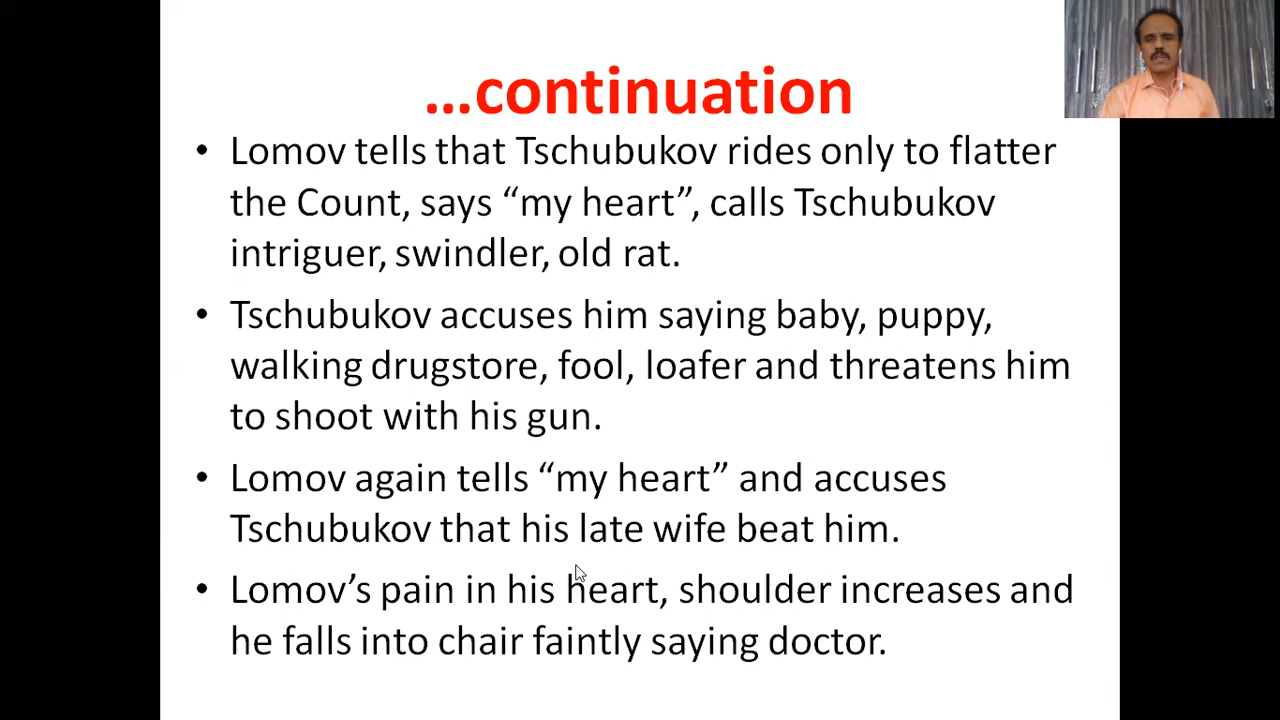 ...continuation
• Lomov tells that Tschubukov rides only to flatter
the Count, says “my heart”, calls Tschubukov
intriguer, swindler, old rat.
• Tschubukov accuses him saying baby, puppy,
walking drugstore, fool, loafer and threatens him
to shoot with his gun.
• Lomov again tells “my heart” and accuses
Tschubukov that his late wife beat him.
• Lomov’s pain in his heart, shoulder increases and
he falls into chair faintly saying doctor.